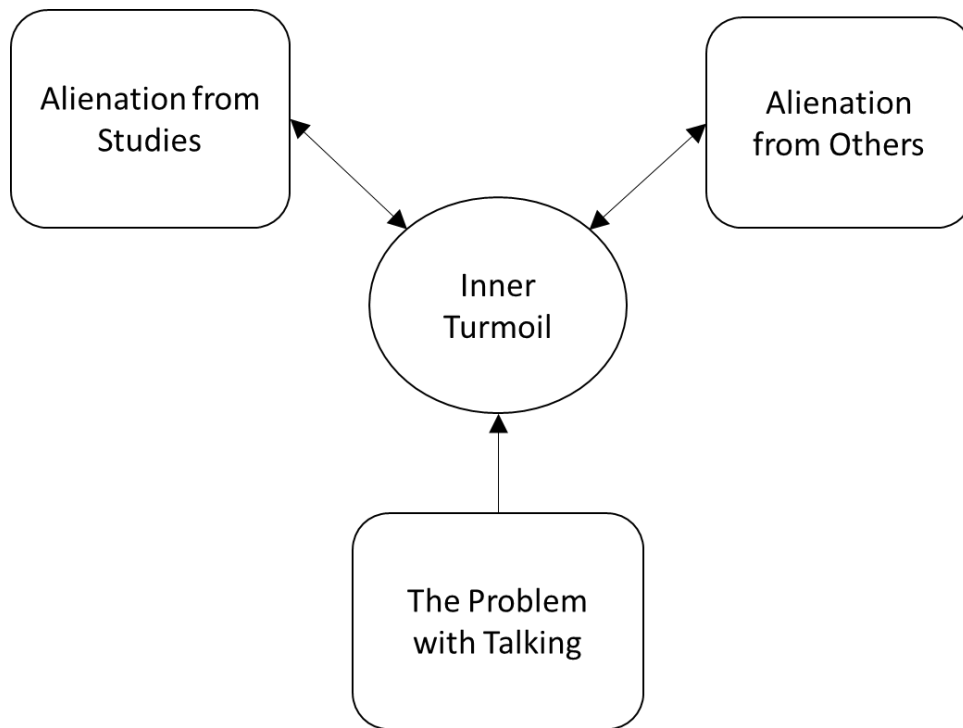 Alienation from
Studies
Alienation
from Others
Inner
Turmoil
The Problem
with Talking